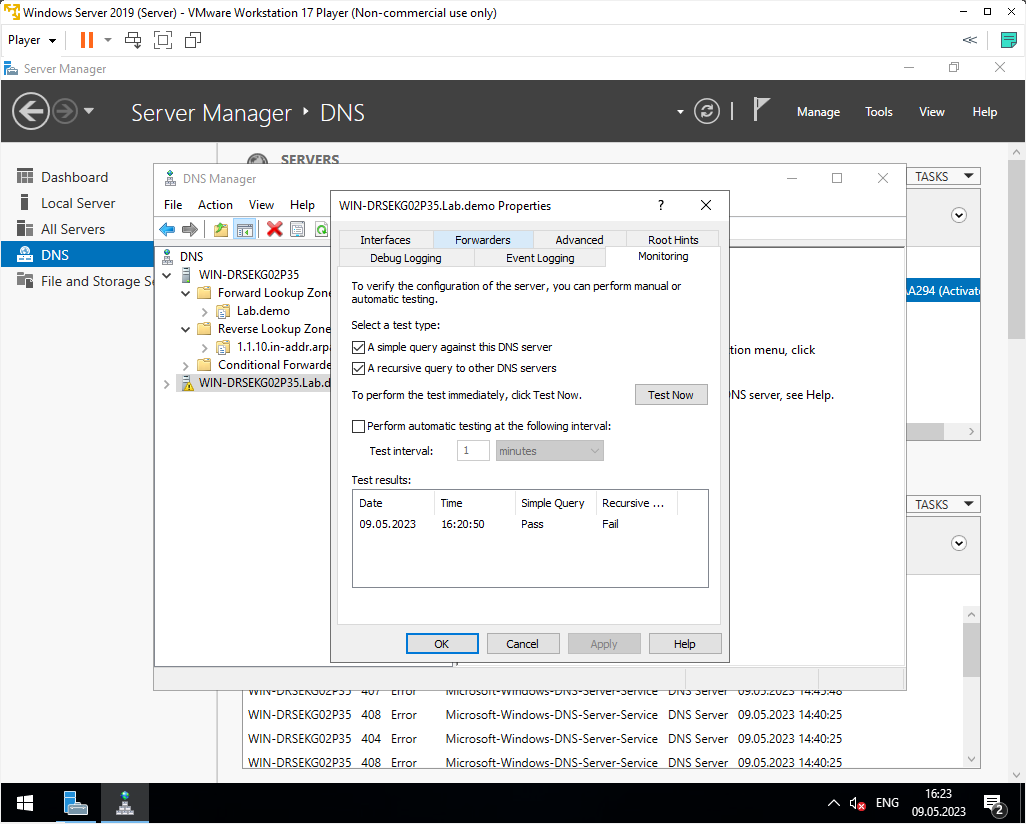 Windows Server 2019 (Server) - VMware Workstation 17 Player (Non-commercial use only)
Player
Server Manager
Server Manager ‣ DNS
Manage Tools View Help
Dashboard
Local Server
All Servers
DNS
File and Storage Se
SERVERS
TASKS
DNS Manager
File Action View Help
DNS
WIN-DRSEKG02P35
Forward Lookup Zone
Lab.demo
Reverse Lookup Zone
1.1.10.in-addr.arpa
Conditional Forwarde
WIN-DRSEKG02P35.Lab.d
tion menu, click
NS server, see Help.
A294 (Activat
TASKS
WIN-DRSEKG02P35.Lab.demo Properties
?
Interfaces Forwarders Advanced Root Hints
Debug Logging Event Logging Monitoring
To verify the configuration of the server, you can perform manual or
automatic testing.
Select a test type:
A simple query against this DNS server
A recursive query to other DNS servers
To perform the test immediately, click Test Now.
Test Now
Perform automatic testing at the following interval:
Test interval: 1 minutes
Test results:
Date Time Simple Query Recursive ...
09.05.2023 16:20:50 Pass Fail
OK Cancel Apply Help
WIN-DRSEKG02P35 407 Error Microsoft-Windows-DNS-Server-Service DNS Server 09.05.2023 14:45:48
WIN-DRSEKG02P35 408 Error Microsoft-Windows-DNS-Server-Service DNS Server 09.05.2023 14:40:25
WIN-DRSEKG02P35 404 Error Microsoft-Windows-DNS-Server-Service DNS Server 09.05.2023 14:40:25
WIN-DRSEKG02P35 408 Error Microsoft-Windows-DNS-Server-Service DNS Server 09.05.2023 14:40:25
ENG
16:23
09.05.2023
2